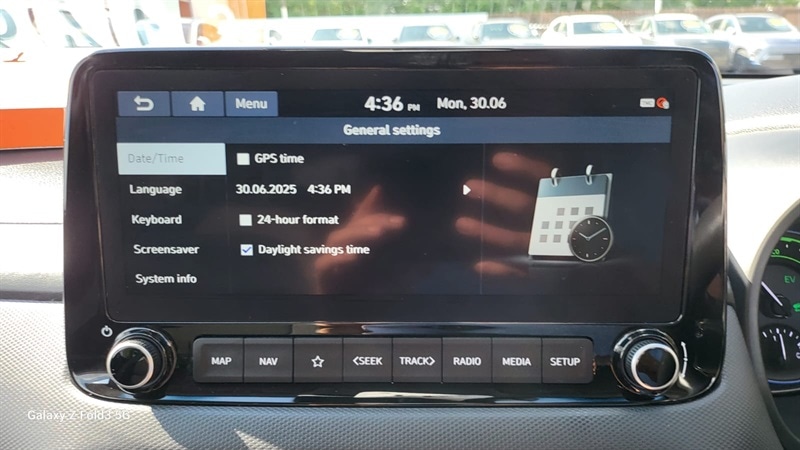 Menu 4:36 PM Mon, 30.06
General settings
Date/Time
GPS time
Language
30.06.2025 4:36 PM
Keyboard
24-hour format
Screensaver
Daylight savings time
System info
MAP NAV <SEEK TRACK> RADIO MEDIA SETUP
EV
Galaxy Z Fold3 5G